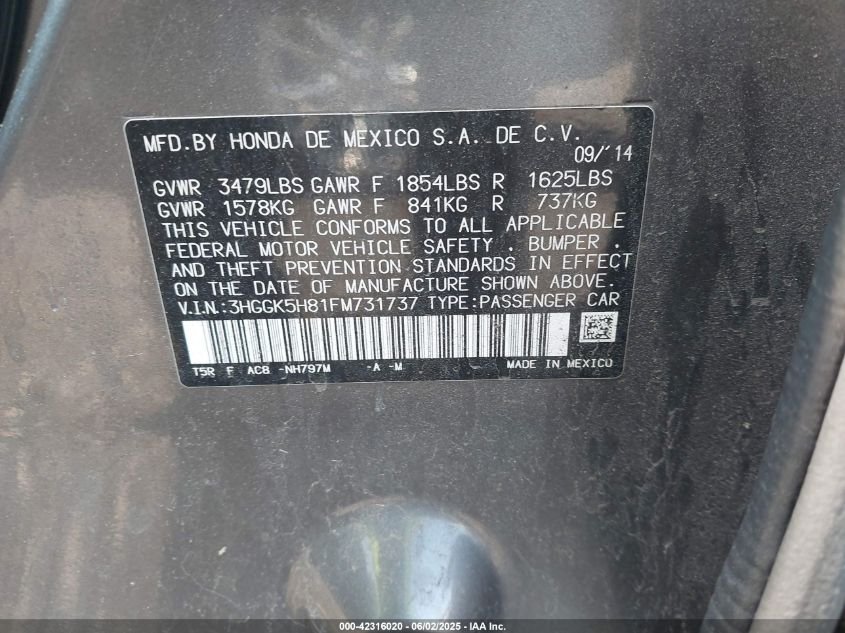 MFD.BY HONDA DE MEXICO S.A. DE C.V.
09/'14
GVWR 3479LBS GAWR F 1854LBS R 1625LBS
GVWR 1578KG GAWR F 841KG R 737KG
THIS VEHICLE CONFORMS TO ALL APPLICABLE
FEDERAL MOTOR VEHICLE SAFETY , BUMPER ,
AND THEFT PREVENTION STANDARDS IN EFFECT
ON THE DATE OF MANUFACTURE SHOWN ABOVE.
V.I.N:3HGGK5H81FM731737 TYPE:PASSENGER CAR
T5R F AC8 -NH797M -A -M MADE IN MEXICO
000-42316020 - 06/02/2025 - IAA Inc.